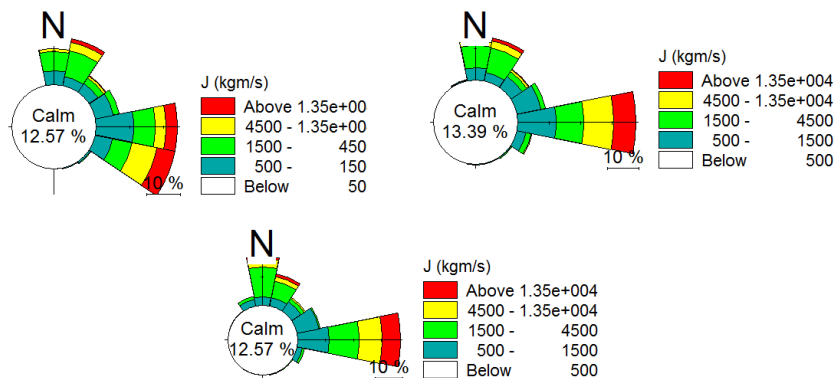 N
Calm
12.57 %
10 %
J (kgm/s)
Above 1.35e+00
4500 - 1.35e+00
1500 - 450
500 - 150
Below 50
N
Calm
13.39 %
10 %
J (kgm/s)
Above 1.35e+004
4500 - 1.35e+004
1500 - 4500
500 - 1500
Below 500
N
Calm
12.57 %
10 %
J (kgm/s)
Above 1.35e+004
4500 - 1.35e+004
1500 - 4500
500 - 1500
Below 500